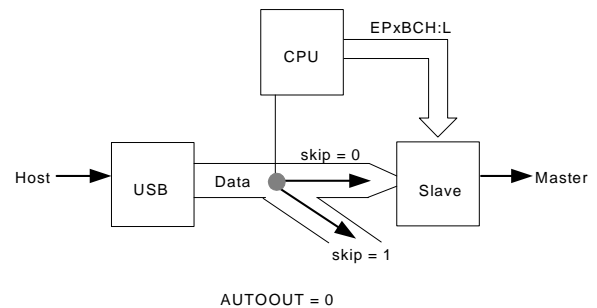 EPxBCH:L
CPU
skip = 0
Host
USB
Data
Slave
Master
skip = 1
AUTOOUT = 0